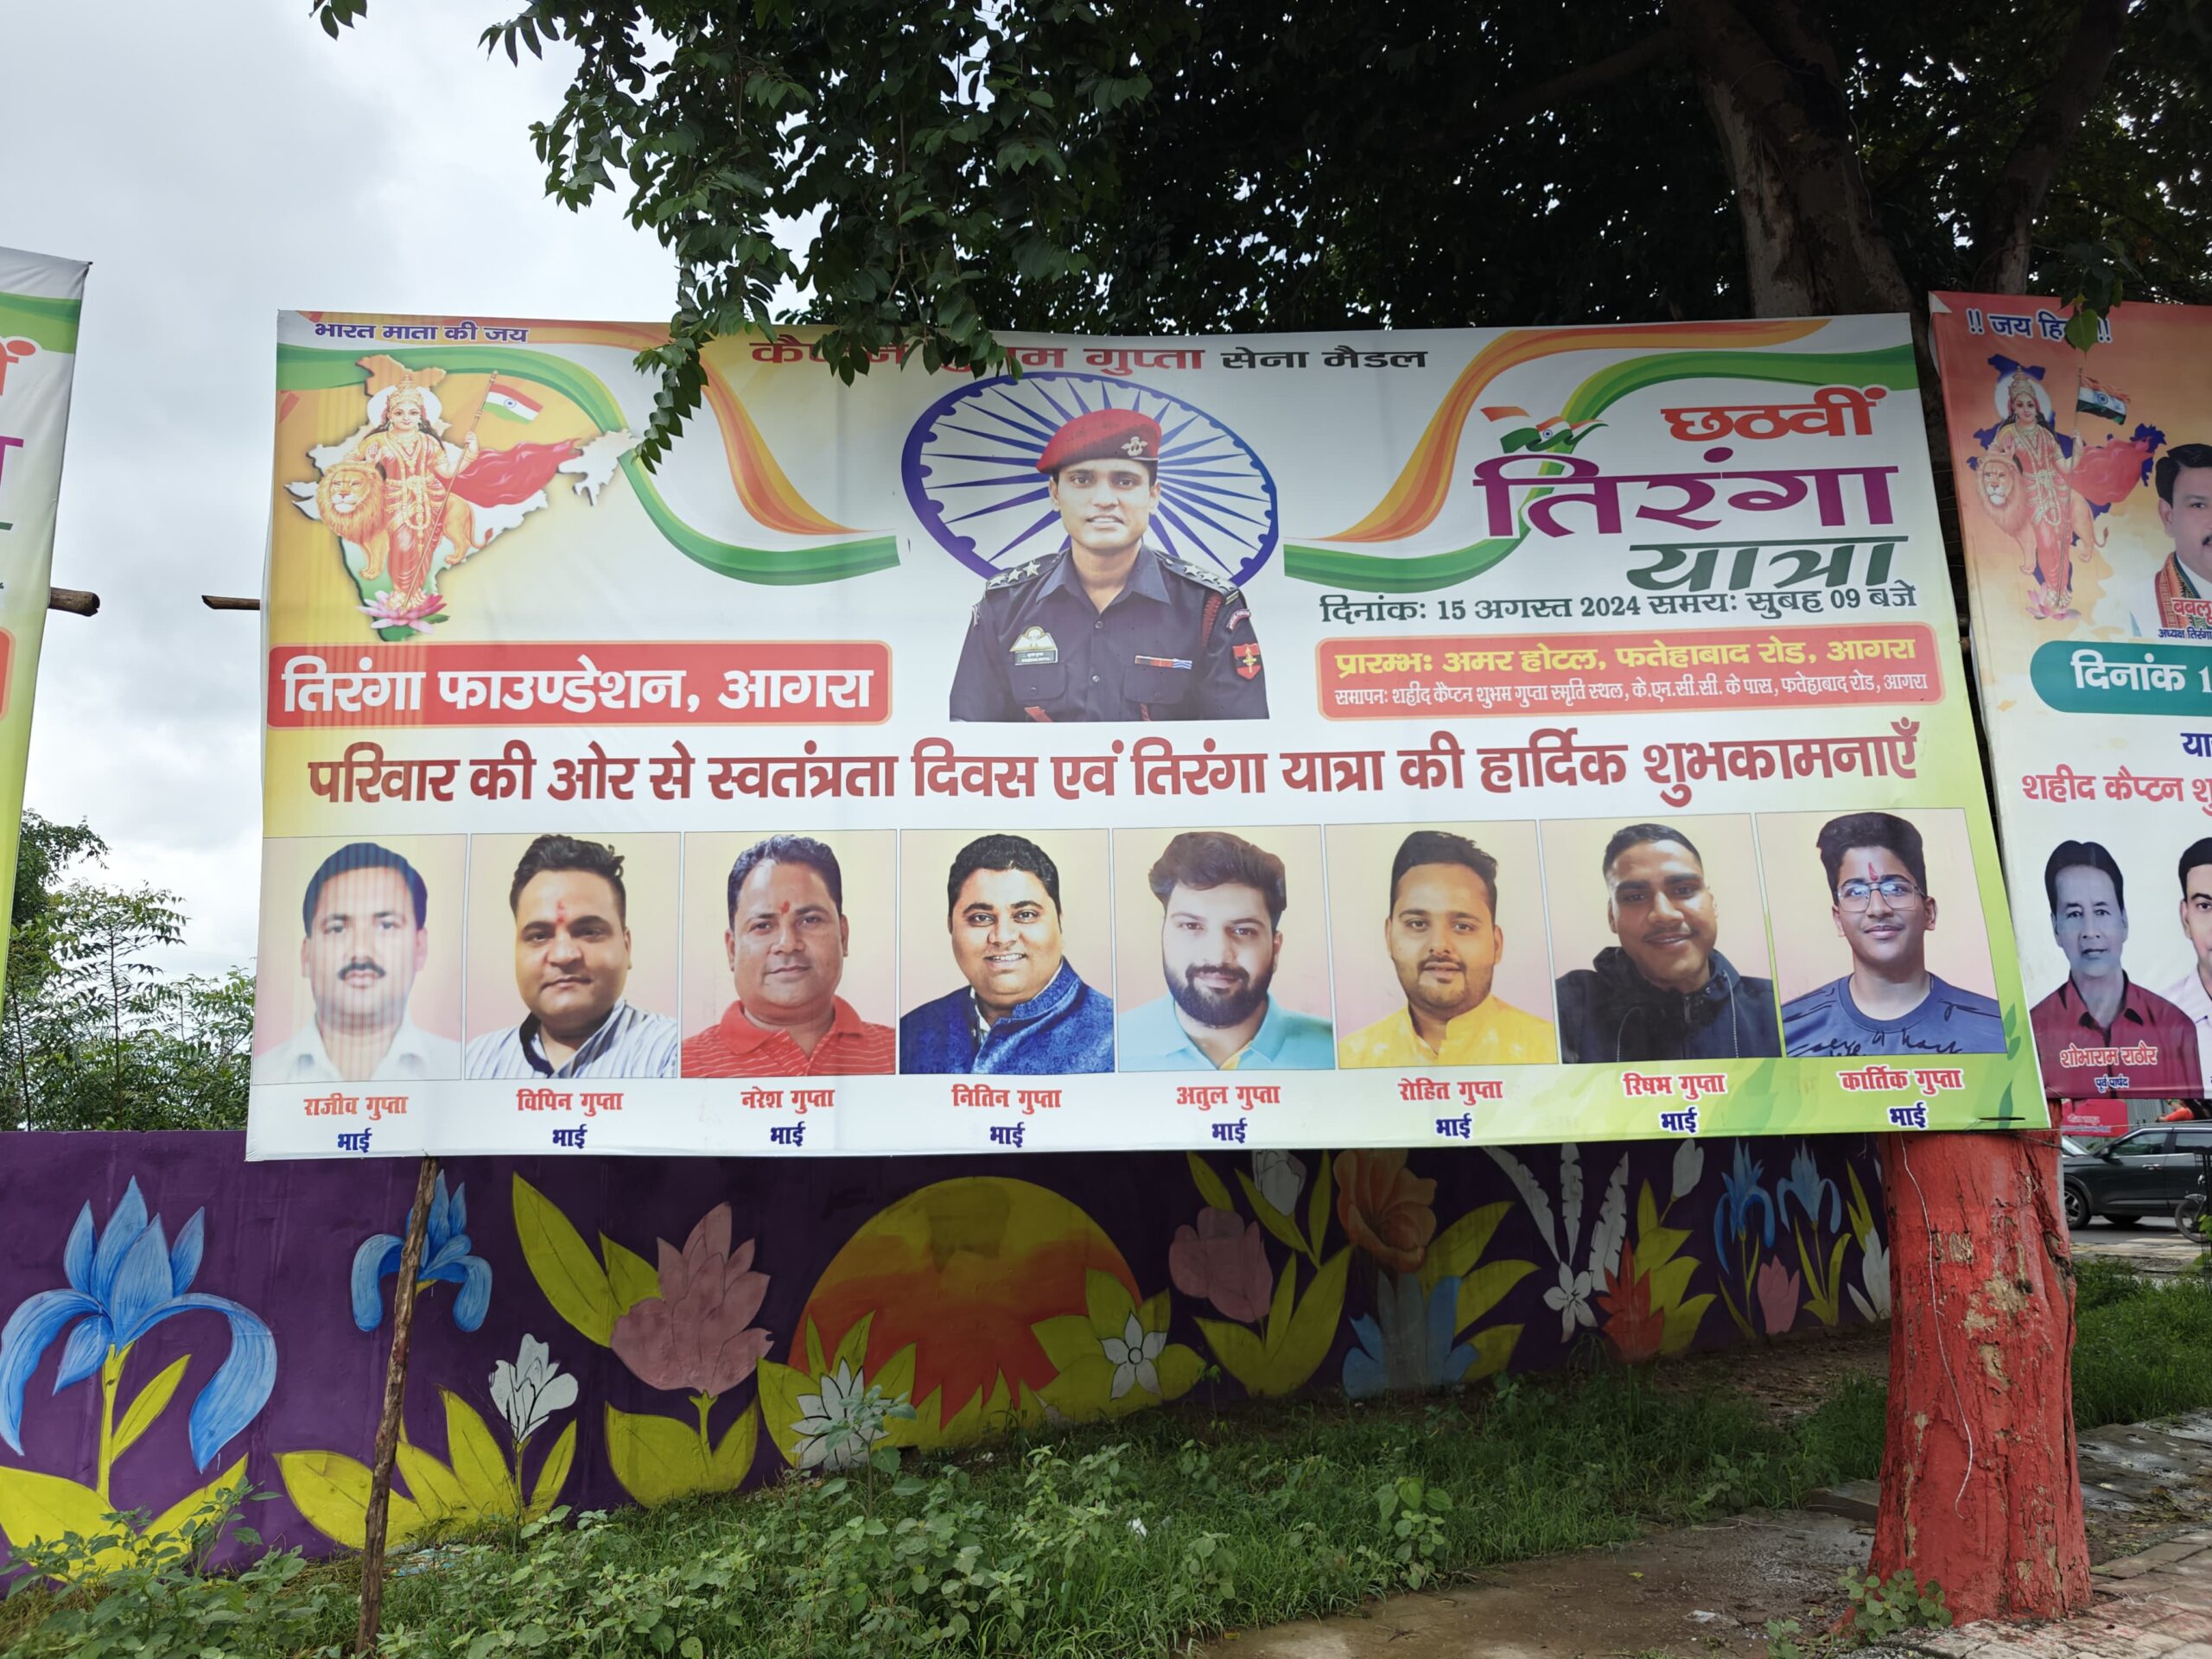 भारत माता की जय
गुप्ता सेना मैडल
छठवीं
तिरंगा
यात्रा
दिनांकः 15 अगस्त 2024 समयः सुबह 09 बजे
प्रारम्भः अमर होटल, फतेहाबाद रोड, आगरा
समापनः शहीद कैप्टन शुभम गुप्ता स्मृति स्थल, के.एन.सी.सी. के पास, फतेहाबाद रोड, आगरा
तिरंगा फाउण्डेशन, आगरा
परिवार की ओर से स्वतंत्रता दिवस एवं तिरंगा यात्रा की हार्दिक शुभकामनाएँ
राजीव गुप्ता
भाई
विपिन गुप्ता
भाई
नरेश गुप्ता
भाई
नितिन गुप्ता
भाई
अतुल गुप्ता
भाई
रोहित गुप्ता
भाई
रिषभ गुप्ता
भाई
कार्तिक गुप्ता
भाई
!! जय
दिनांक 1
शहीद कैप्टन
शोभाराम राठौर
पूर्व पार्षद